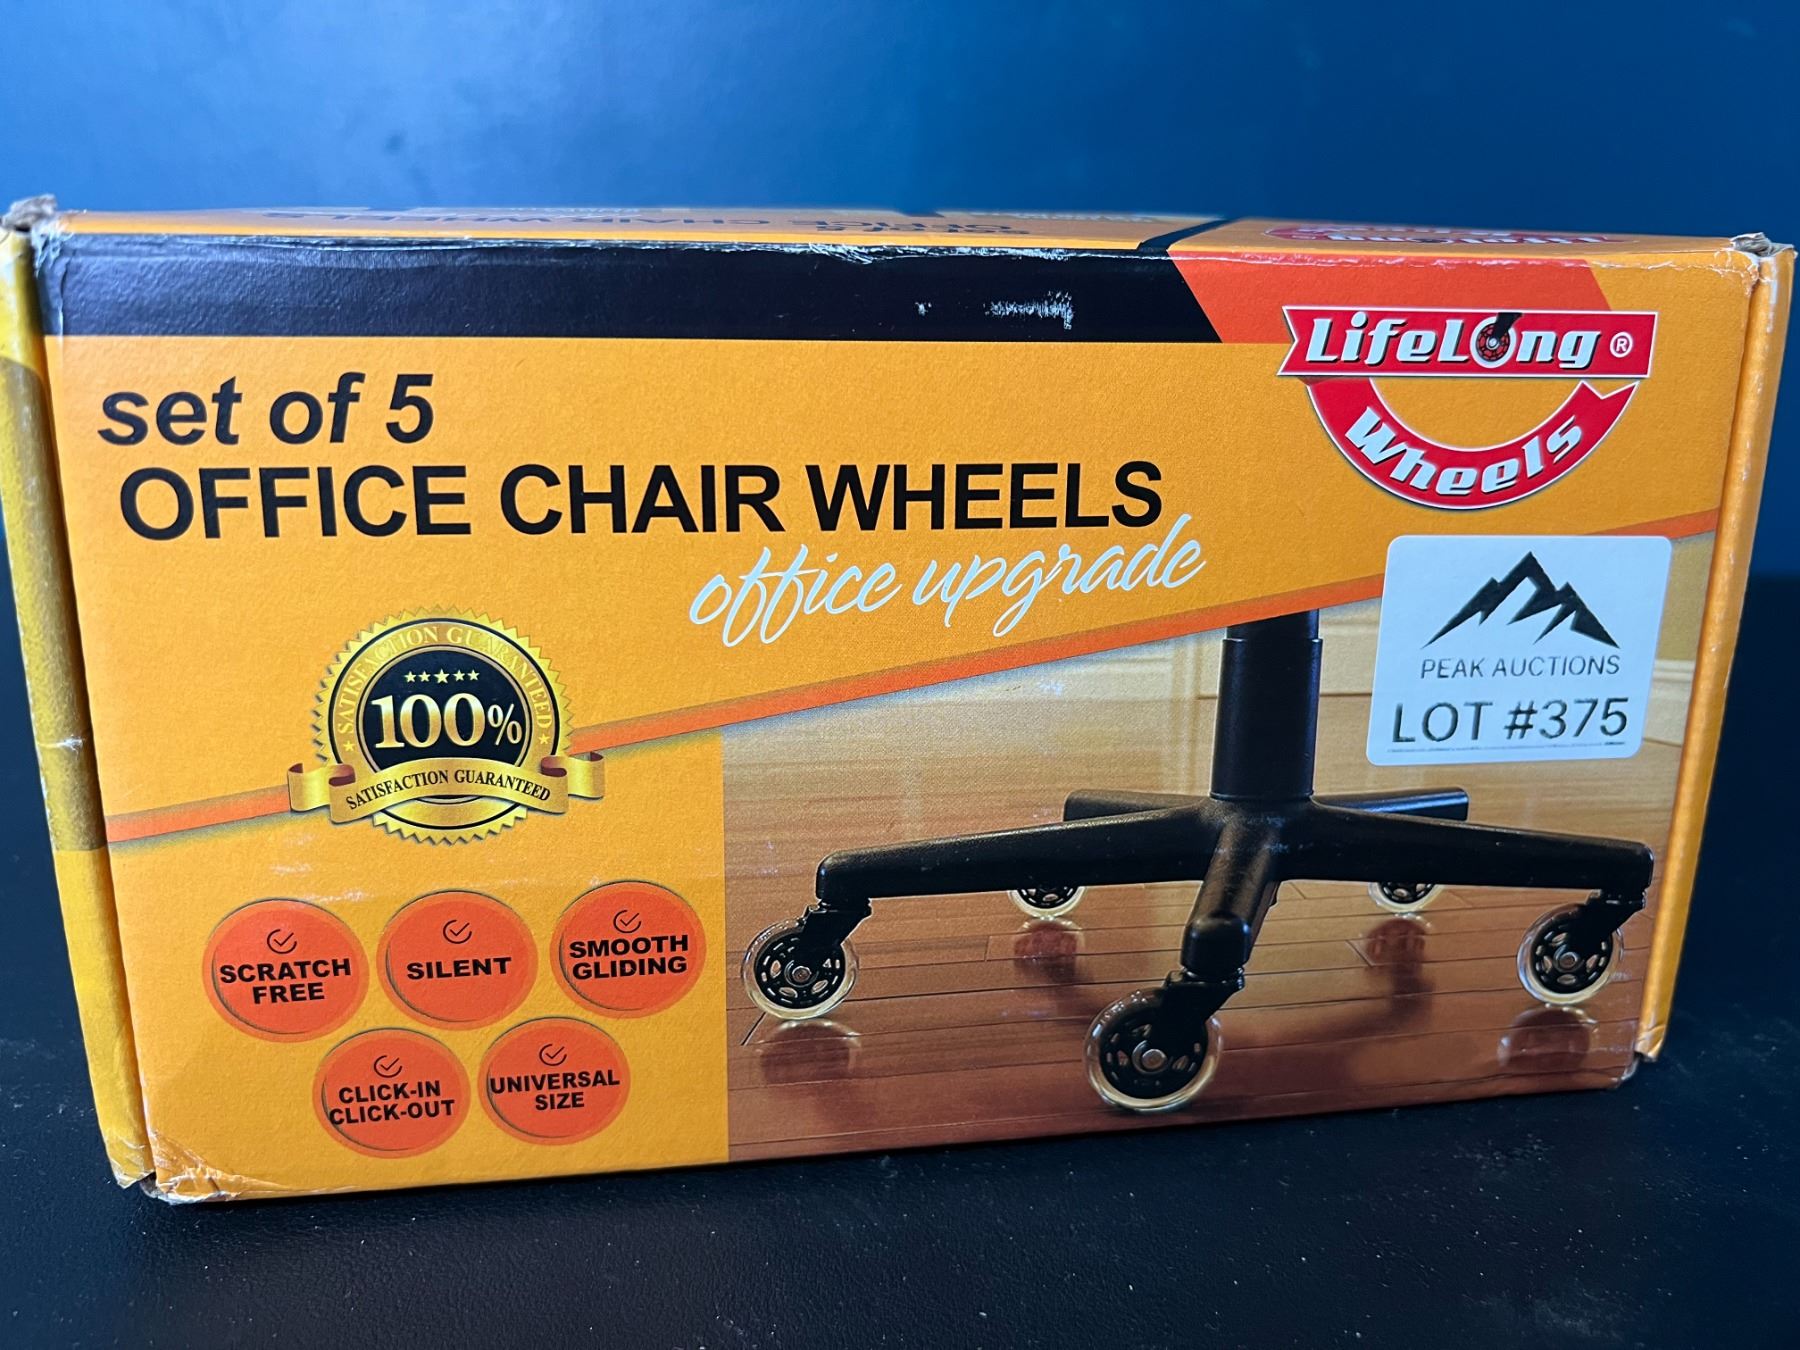 LifeLong ®
Wheels
set of 5
OFFICE CHAIR WHEELS
office upgrade
PEAK AUCTIONS
LOT #375
SATISFACTION GUARANTEED
100%
SATISFACTION GUARANTEED
SCRATCH
FREE
SILENT
SMOOTH
GLIDING
CLICK-IN
CLICK-OUT
UNIVERSAL
SIZE